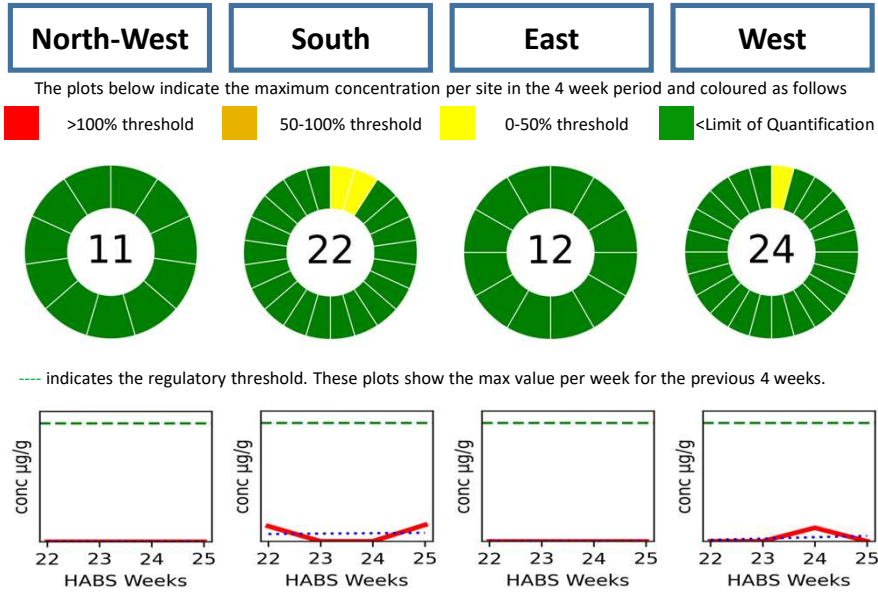 North-West South East West
The plots below indicate the maximum concentration per site in the 4 week period and coloured as follows
>100% threshold 50-100% threshold 0-50% threshold <Limit of Quantification
11 22 12 24
---- indicates the regulatory threshold. These plots show the max value per week for the previous 4 weeks.
conc µg/g conc µg/g conc µg/g conc µg/g
22 23 24 25 22 23 24 25 22 23 24 25 22 23 24 25
HABS Weeks HABS Weeks HABS Weeks HABS Weeks